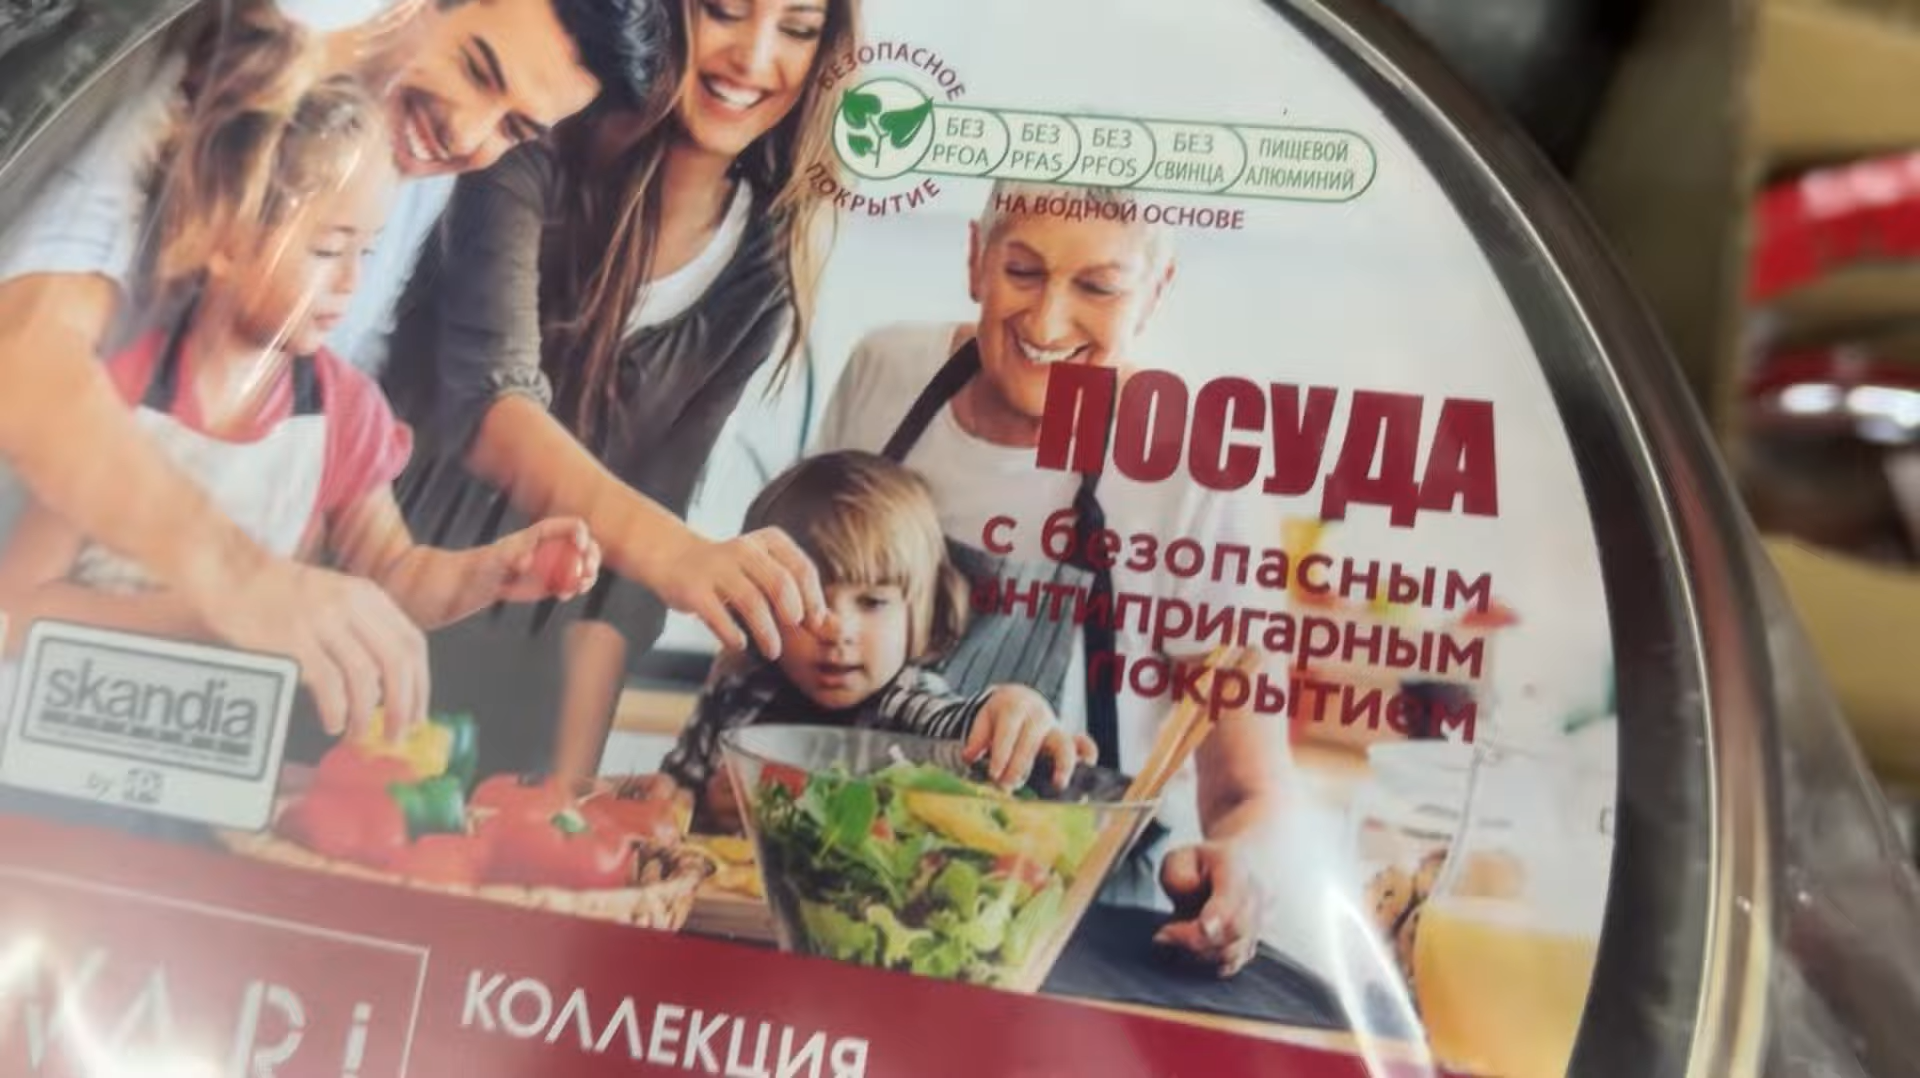 БЕЗОПАСНОЕ
ПОКРЫТИЕ
БЕЗ PFOA
БЕЗ PFAS
БЕЗ PFOS
БЕЗ СВИНЦА
ПИЩЕВОЙ АЛЮМИНИЙ
НА ВОДНОЙ ОСНОВЕ
ПОСУДА
с безопасным
антипригарным
покрытием
skandia
by
КОЛЛЕКЦИЯ